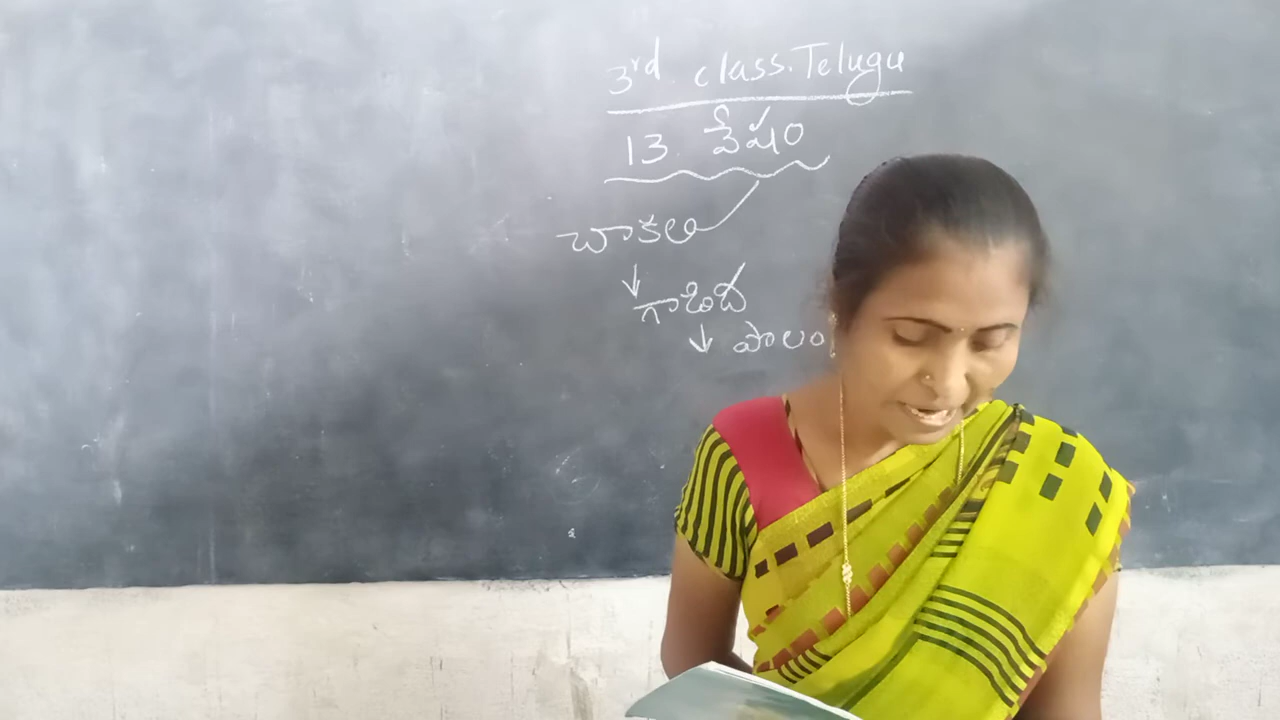 3rd class. Telugu
13. వేషం
చాకలి
↓ గాడిద
↓ పొలం